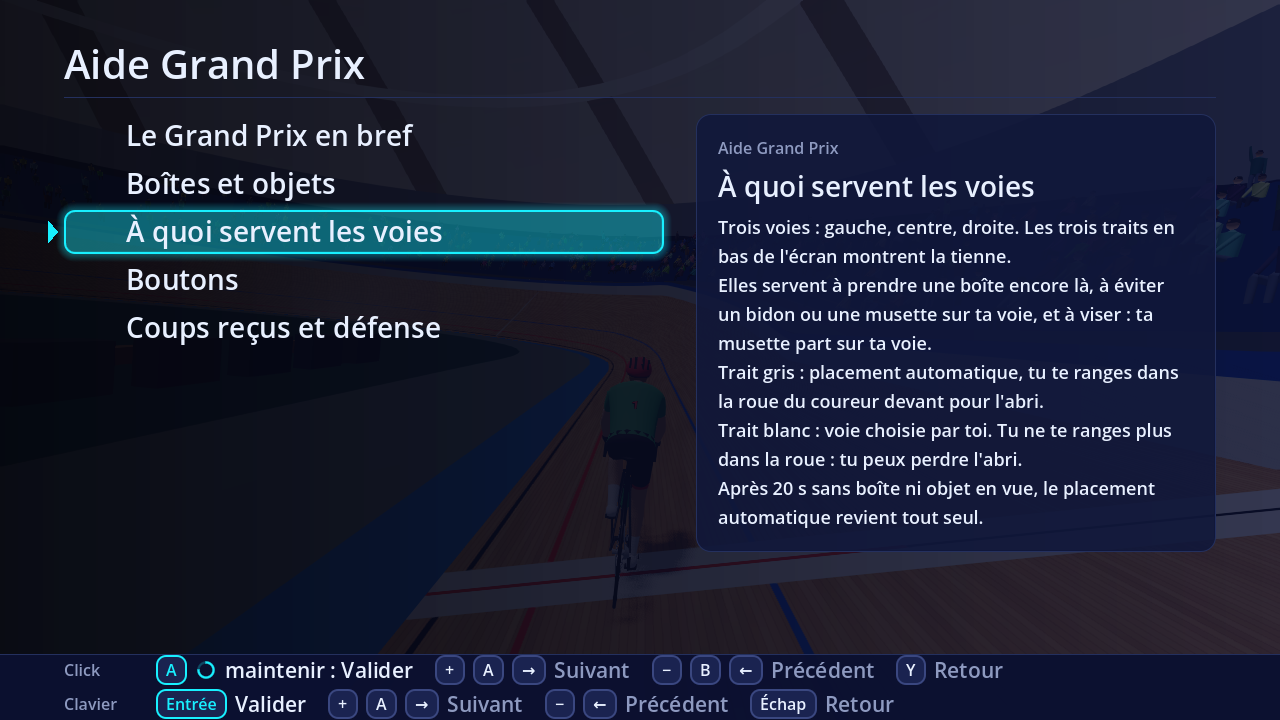 Aide Grand Prix
Le Grand Prix en bref
Boîtes et objets
À quoi servent les voies
Boutons
Coups reçus et défense
Aide Grand Prix
À quoi servent les voies
Trois voies : gauche, centre, droite. Les trois traits en
bas de l'écran montrent la tienne.
Elles servent à prendre une boîte encore là, à éviter
un bidon ou une musette sur ta voie, et à viser : ta
musette part sur ta voie.
Trait gris : placement automatique, tu te ranges dans
la roue du coureur devant pour l'abri.
Trait blanc : voie choisie par toi. Tu ne te ranges plus
dans la roue : tu peux perdre l'abri.
Après 20 s sans boîte ni objet en vue, le placement
automatique revient tout seul.
Click A maintenir : Valider + A → Suivant − B ← Précédent Y Retour
Clavier Entrée Valider + A → Suivant − ← Précédent Échap Retour